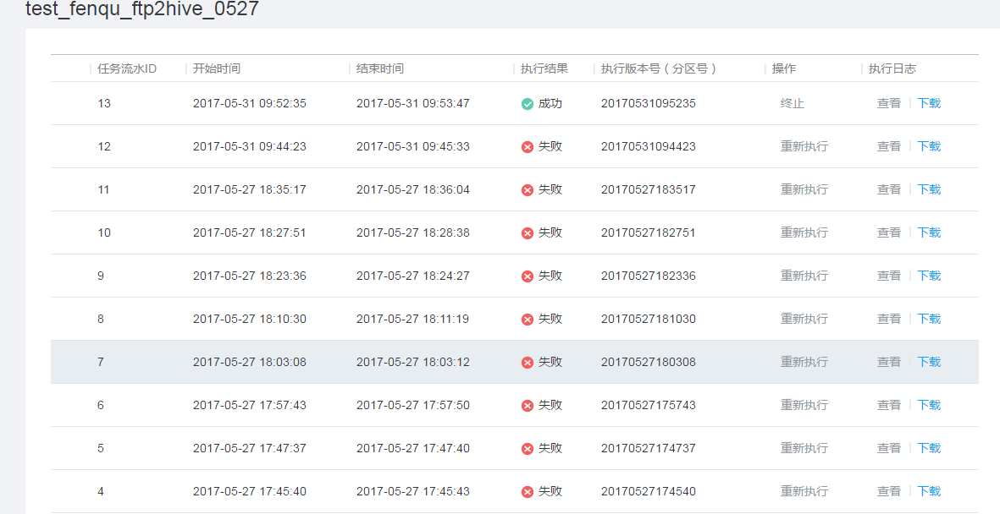 test_fenqu_ftp2hive_0527
任务流水ID 开始时间 结束时间 执行结果 执行版本号（分区号） 操作 执行日志
13 2017-05-31 09:52:35 2017-05-31 09:53:47 成功 20170531095235 终止 查看 下载
12 2017-05-31 09:44:23 2017-05-31 09:45:33 失败 20170531094423 重新执行 查看 下载
11 2017-05-27 18:35:17 2017-05-27 18:36:04 失败 20170527183517 重新执行 查看 下载
10 2017-05-27 18:27:51 2017-05-27 18:28:38 失败 20170527182751 重新执行 查看 下载
9 2017-05-27 18:23:36 2017-05-27 18:24:27 失败 20170527182336 重新执行 查看 下载
8 2017-05-27 18:10:30 2017-05-27 18:11:19 失败 20170527181030 重新执行 查看 下载
7 2017-05-27 18:03:08 2017-05-27 18:03:12 失败 20170527180308 重新执行 查看 下载
6 2017-05-27 17:57:43 2017-05-27 17:57:50 失败 20170527175743 重新执行 查看 下载
5 2017-05-27 17:47:37 2017-05-27 17:47:40 失败 20170527174737 重新执行 查看 下载
4 2017-05-27 17:45:40 2017-05-27 17:45:43 失败 20170527174540 重新执行 查看 下载